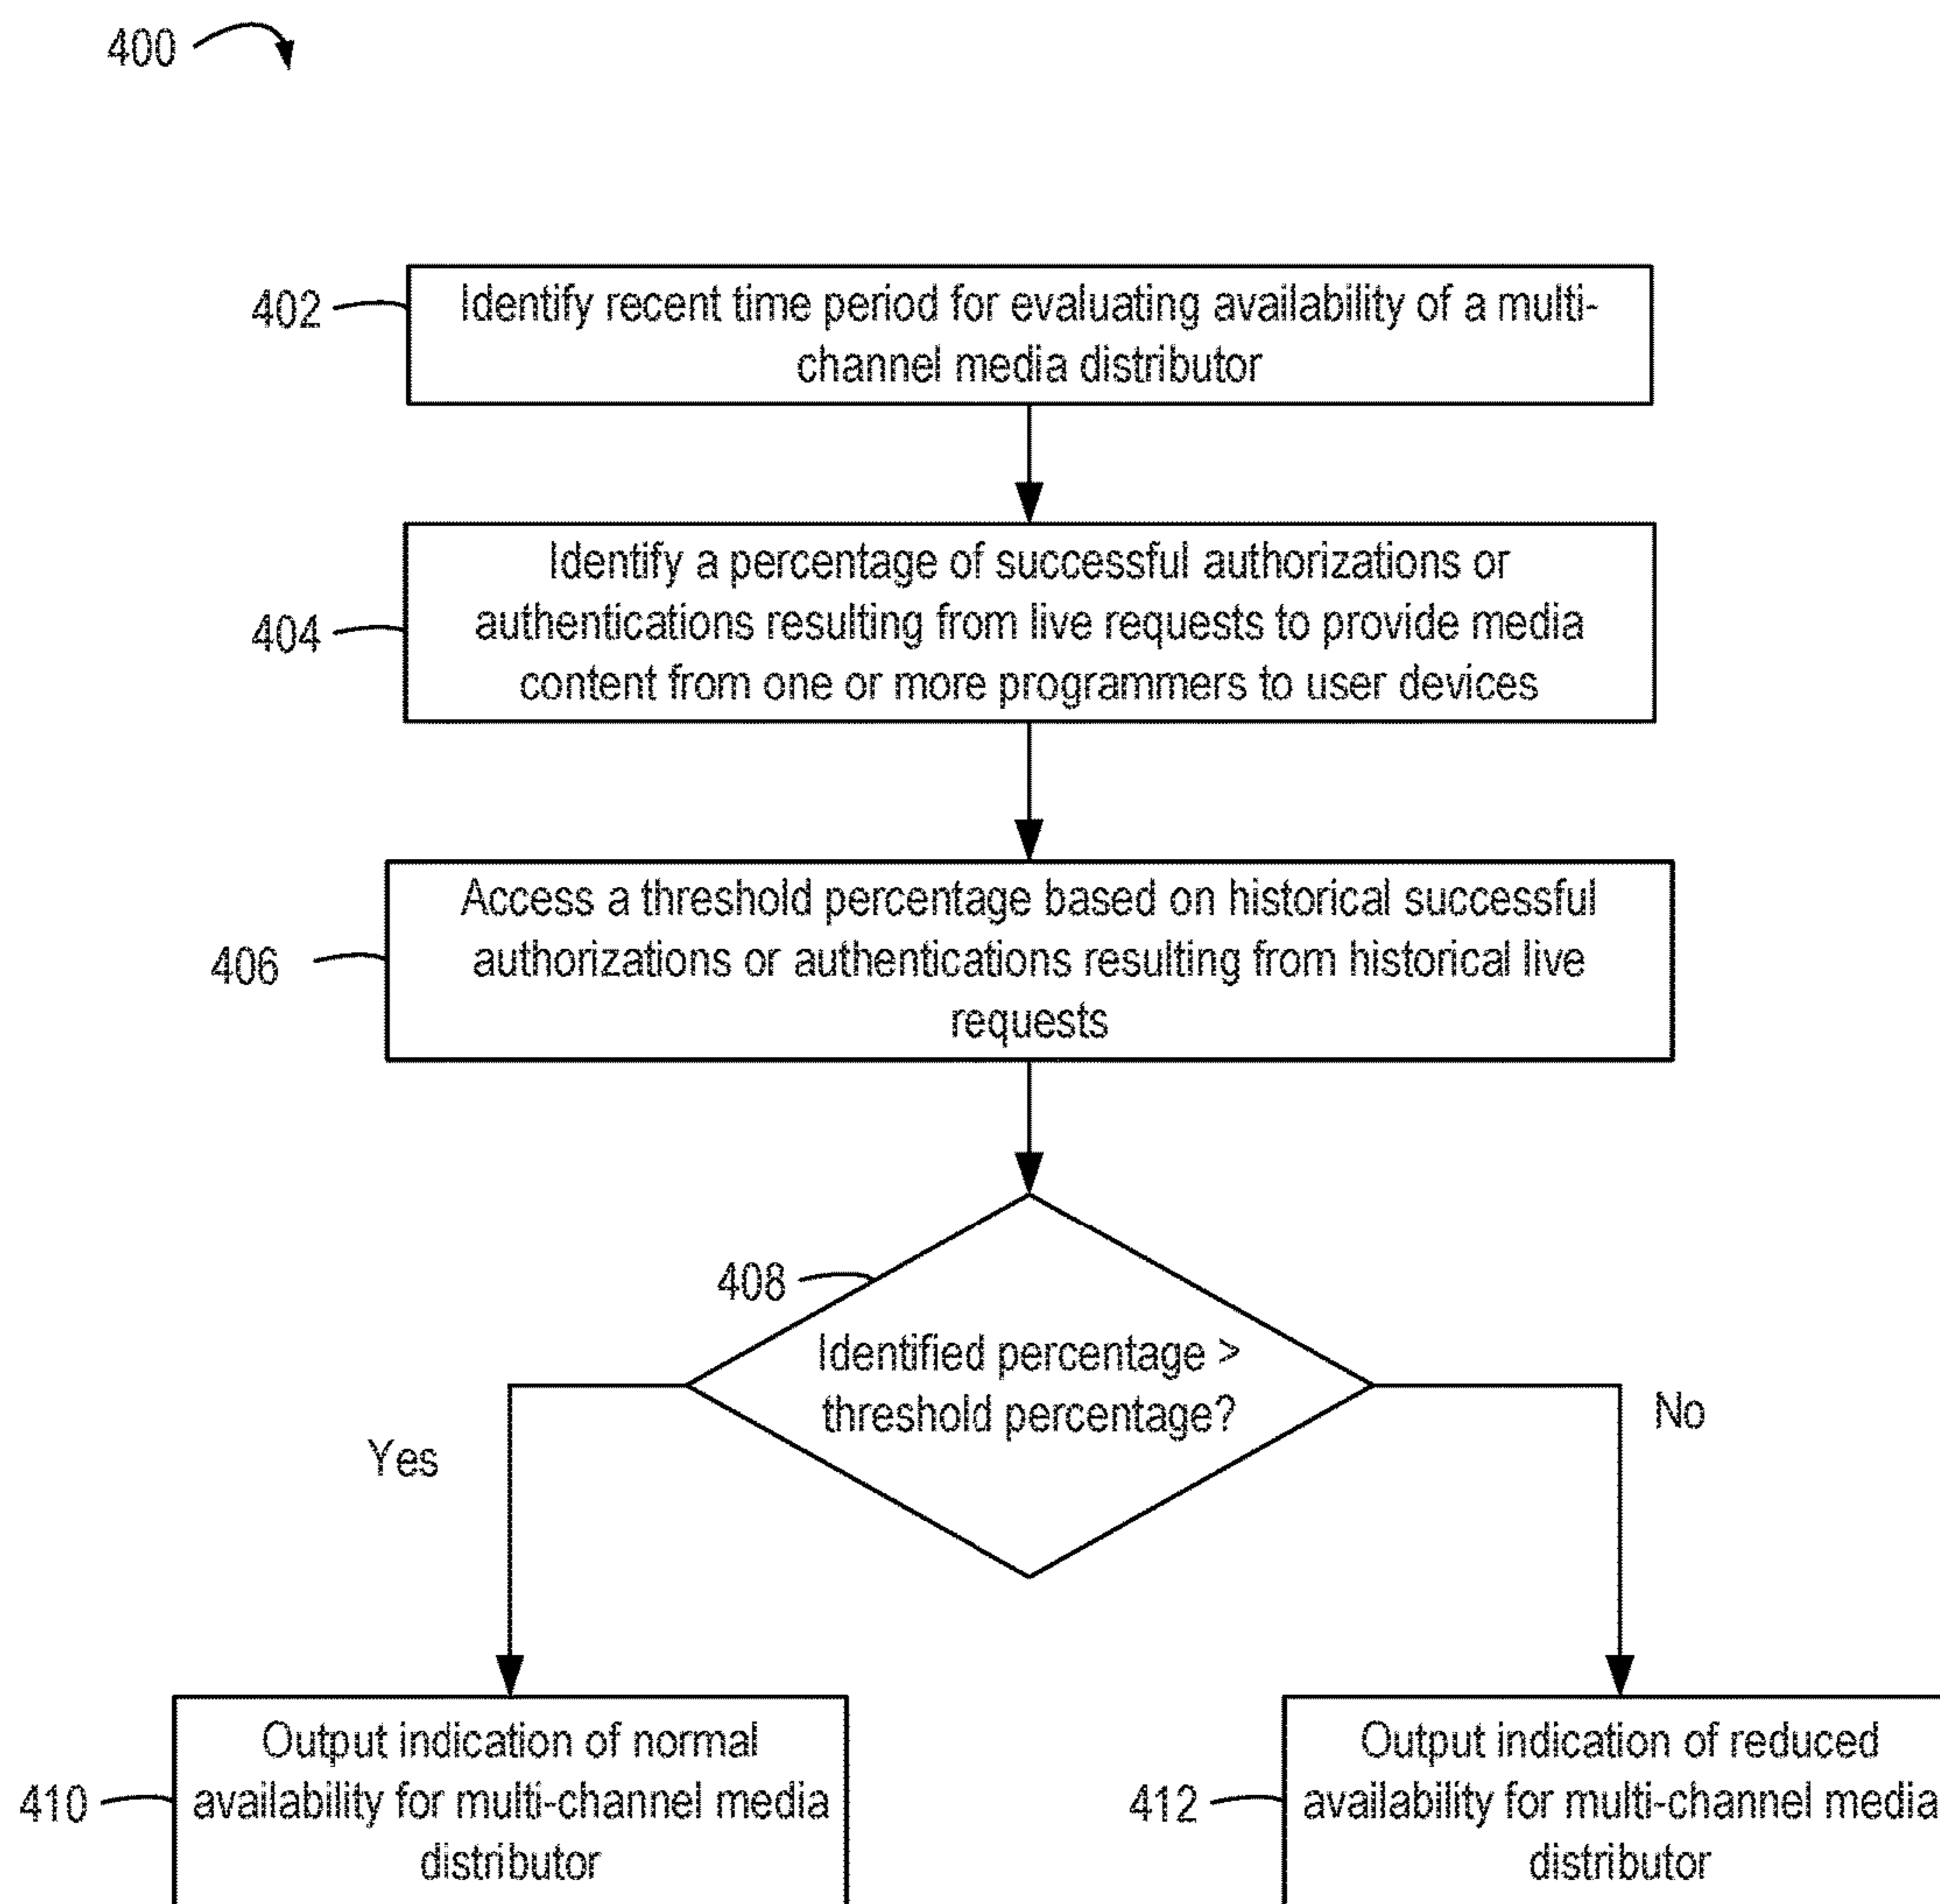 400
402
Identify recent time period for evaluating availability of a multi-
channel media distributor
404
Identify a percentage of successful authorizations or
authentications resulting from live requests to provide media
content from one or more programmers to user devices
406
Access a threshold percentage based on historical successful
authorizations or authentications resulting from historical live
requests
408
Identified percentage >
threshold percentage?
Yes
No
410
Output indication of normal
availability for multi-channel media
distributor
412
Output indication of reduced
availability for multi-channel media
distributor